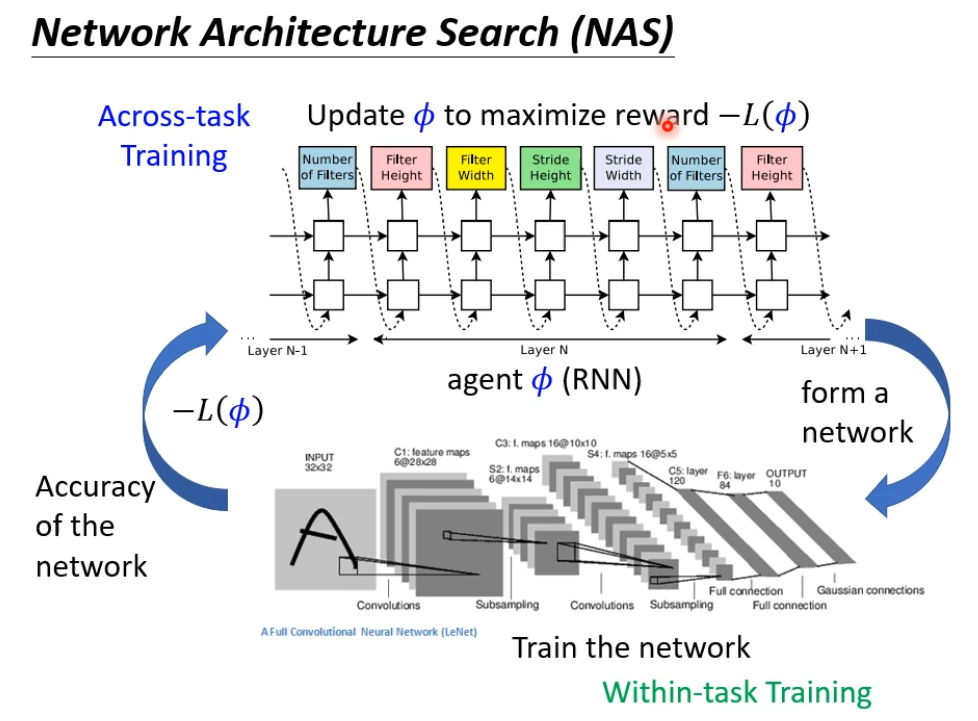 Network Architecture Search (NAS)
Across-task
Training
Update ϕ to maximize reward −L(ϕ)
Number
of Filters
Filter
Height
Filter
Width
Stride
Height
Stride
Width
Number
of Filters
Filter
Height
...
Layer N-1
Layer N
...
Layer N+1
agent ϕ (RNN)
−L(ϕ)
form a
network
Accuracy
of the
network
INPUT
32x32
C1: feature maps
6@28x28
S2: f. maps
6@14x14
C3: f. maps 16@10x10
S4: f. maps 16@5x5
C5: layer
120
F6: layer
84
OUTPUT
10
Convolutions
Subsampling
Convolutions
Subsampling
Full connection
Full connection
Gaussian connections
A Full Convolutional Neural Network (LeNet)
Train the network
Within-task Training